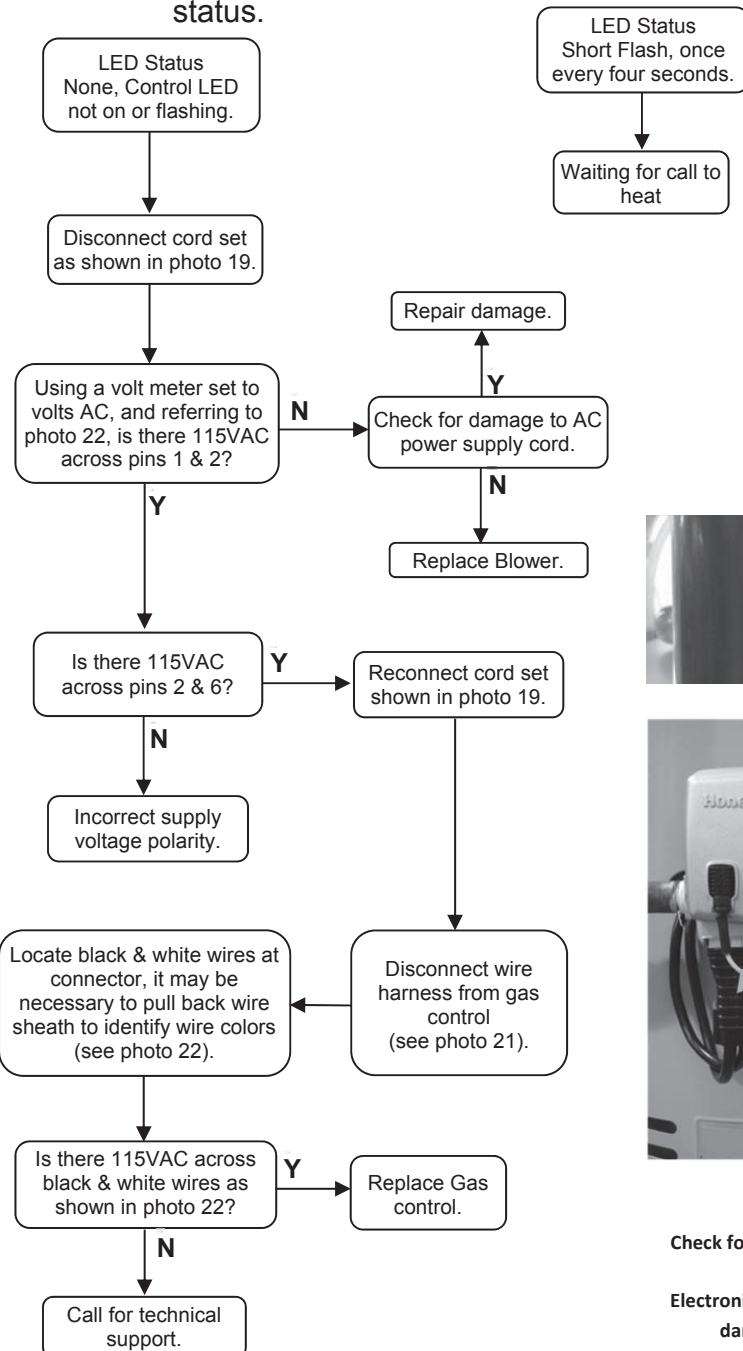 status.
LED Status
None, Control LED
not on or flashing.
LED Status
Short Flash, once
every four seconds.
Waiting for call to
heat
Disconnect cord set
as shown in photo 19.
Repair damage.
Y
Using a volt meter set to
volts AC, and referring to
photo 22, is there 115VAC
across pins 1 & 2?
N
Check for damage to AC
power supply cord.
Y
N
Replace Blower.
Is there 115VAC
across pins 2 & 6?
Y
Reconnect cord set
shown in photo 19.
N
Incorrect supply
voltage polarity.
Locate black & white wires at
connector, it may be
necessary to pull back wire
sheath to identify wire colors
(see photo 22).
Disconnect wire
harness from gas
control
(see photo 21).
Is there 115VAC across
black & white wires as
shown in photo 22?
Y
Replace Gas
control.
N
Call for technical
support.
Check fo
Electroni
dar